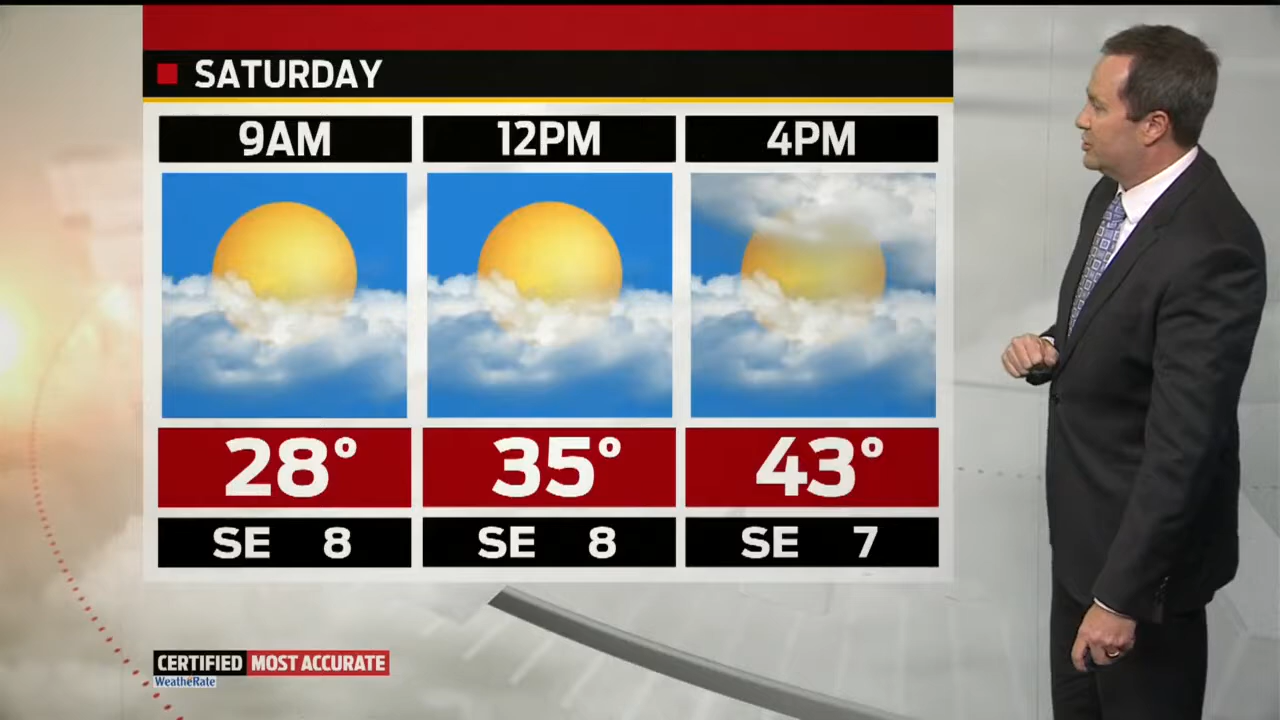 SATURDAY
9AM 12PM 4PM
28° 35° 43°
SE 8 SE 8 SE 7
CERTIFIED MOST ACCURATE
WeatheRate